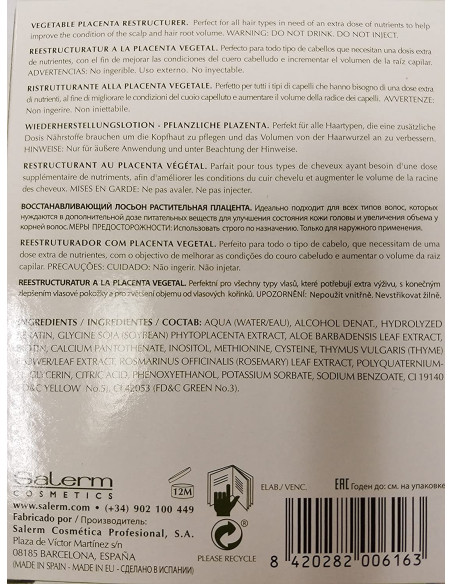 VEGETABLE PLACENTA RESTRUCTURER. Perfect for all hair types in need of an extra dose of nutrients to help
improve the condition of the scalp and hair root volume. WARNING: DO NOT DRINK. DO NOT INJECT.
REESTRUCTURATUR A LA PLACENTA VEGETAL. Perfecto para todo tipo de cabellos que necesitan una dosis extra
de nutrientes, con el fin de mejorar las condiciones del cuero cabelludo e incrementar el volumen de la raíz capilar.
ADVERTENCIAS: No ingerible. Uso externo. No inyectable.
RISTRUTTURANTE ALLA PLACENTA VEGETALE. Perfetto per tutti i tipi di capelli che hanno bisogno di una dose extra
di nutrienti, al fine di migliorare le condizioni del cuoio capelluto e aumentare il volume della radice dei capelli. AVVERTENZE:
Non ingerire. Non iniettabile.
WIEDERHERSTELLUNGSLOTION - PFLANZLICHE PLAZENTA. Perfekt für alle Haartypen, die eine zusätzliche
Dosis Nährstoffe brauchen um die Kopfhaut zu pflegen und das Volumen von der Haarwurzel an zu verbessern.
HINWEISE: Nur für äußere Anwendung und unter Beachtung der Hinweise.
RESTRUCTURANT AU PLACENTA VÉGÉTAL. Parfait pour tous types de cheveux ayant besoin d'une dose
supplémentaire de nutriments, afin d'améliorer les conditions du cuir chevelu et augmenter le volume de la racine
des cheveux. MISES EN GARDE: Ne pas avaler. Ne pas injecter.
ВОССТАНАВЛИВАЮЩИЙ ЛОСЬОН РАСТИТЕЛЬНАЯ ПЛАЦЕНТА. Идеально подходит для всех типов волос, которых
нуждаются в дополнительной дозе питательных веществ для улучшения состояния кожи головы и увеличения объема у
корней волос.МЕРЫ ПРЕДОСТОРОЖНОСТИ: Использовать строго по назначению. Только для наружного применения.
REESTRUTURADOR COM PLACENTA VEGETAL. Perfeito para todo o tipo de cabelo, que necessitam de uma dose
extra de nutrientes, com o objetivo de melhorar as condições do couro cabeludo e aumentar o volume da raiz
capilar. PRECAUÇÕES: CUIDADO: Não ingerir. Não injetar.
REESTRUCTURATUR A LA PLACENTA VEGETAL. Perfektní pro všechny typy vlasů, které potřebují extra výživu, s konečným
zlepšením vlasové pokožky a pro zvětšení objemu od vlasových kořínků. UPOZORNĚNÍ: Nepoužít vnitřně. Nevstřikovat žilně.
INGREDIENTS / INGREDIENTES / СОСТАВ: AQUA (WATER/EAU), ALCOHOL DENAT., HYDROLYZED
KERATIN, GLYCINE SOJA (SOYBEAN) PHYTOPLACENTA EXTRACT, ALOE BARBADENSIS LEAF EXTRACT,
BIOTIN, CALCIUM PANTOTHENATE, INOSITOL, METHIONINE, CYSTEINE, THYMUS VULGARIS (THYME)
FLOWER/LEAF EXTRACT, ROSMARINUS OFFICINALIS (ROSEMARY) LEAF EXTRACT, POLYQUATERNIUM-
GLYCERIN, CITRIC ACID, PHENOXYETHANOL, POTASSIUM SORBATE, SODIUM BENZOATE, CI 19140
(FD&C YELLOW No.5), CI 42053 (FD&C GREEN No.3).
Salerm
COSMETICS
12M
ELAB./VENC.
EAC Годен до: см. на упаковке
www.salerm.com • (+34) 902 100 449
Fabricado por / Производитель:
Salerm Cosmética Profesional, S.A.
Plaza de Víctor Martínez s/n
08185 BARCELONA, ESPAÑA
(MADE IN SPAIN - MADE IN EU - СДЕЛАНО В ИСПАНИИ)
PLEASE RECYCLE
8 420282 006163